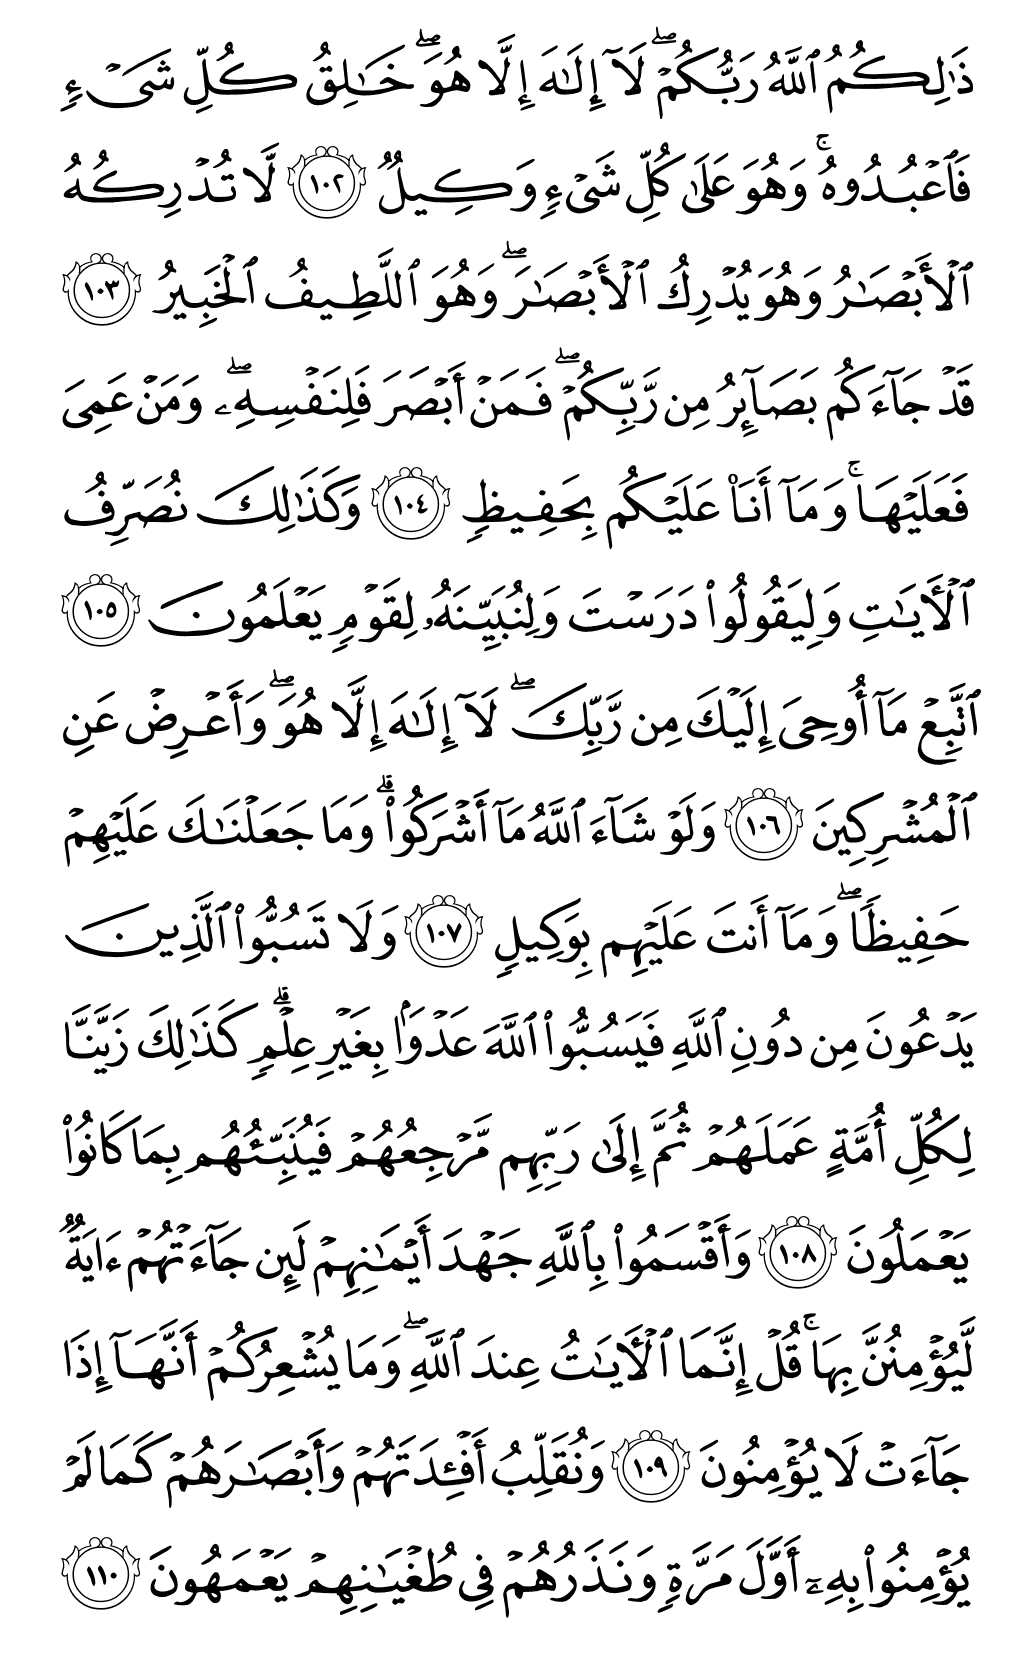 ذَٰلِكُمُ ٱللَّهُ رَبُّكُمْ ۖ لَآ إِلَٰهَ إِلَّا هُوَ ۖ خَٰلِقُ كُلِّ شَىْءٍ
فَٱعْبُدُوهُ ۚ وَهُوَ عَلَىٰ كُلِّ شَىْءٍ وَكِيلٌ ١٠٢ لَّا تُدْرِكُهُ
ٱلْأَبْصَٰرُ وَهُوَ يُدْرِكُ ٱلْأَبْصَٰرَ ۖ وَهُوَ ٱللَّطِيفُ ٱلْخَبِيرُ ١٠٣
قَدْ جَآءَكُم بَصَآئِرُ مِن رَّبِّكُمْ ۖ فَمَنْ أَبْصَرَ فَلِنَفْسِهِۦ ۖ وَمَنْ عَمِىَ
فَعَلَيْهَا ۚ وَمَآ أَنَا۠ عَلَيْكُم بِحَفِيظٍ ١٠٤ وَكَذَٰلِكَ نُصَرِّفُ
ٱلْأَيَٰتِ وَلِيَقُولُوا۟ دَرَسْتَ وَلِنُبَيِّنَهُۥ لِقَوْمٍ يَعْلَمُونَ ١٠٥
ٱتَّبِعْ مَآ أُوحِىَ إِلَيْكَ مِن رَّبِّكَ ۖ لَآ إِلَٰهَ إِلَّا هُوَ ۖ وَأَعْرِضْ عَنِ
ٱلْمُشْرِكِينَ ١٠٦ وَلَوْ شَآءَ ٱللَّهُ مَآ أَشْرَكُوا۟ ۗ وَمَا جَعَلْنَٰكَ عَلَيْهِمْ
حَفِيظًا ۖ وَمَآ أَنتَ عَلَيْهِم بِوَكِيلٍ ١٠٧ وَلَا تَسُبُّوا۟ ٱلَّذِينَ
يَدْعُونَ مِن دُونِ ٱللَّهِ فَيَسُبُّوا۟ ٱللَّهَ عَدْوًۢا بِغَيْرِ عِلْمٍ ۗ كَذَٰلِكَ زَيَّنَّا
لِكُلِّ أُمَّةٍ عَمَلَهُمْ ثُمَّ إِلَىٰ رَبِّهِم مَّرْجِعُهُمْ فَيُنَبِّئُهُم بِمَا كَانُوا۟
يَعْمَلُونَ ١٠٨ وَأَقْسَمُوا۟ بِٱللَّهِ جَهْدَ أَيْمَٰنِهِمْ لَئِن جَآءَتْهُمْ ءَايَةٌ
لَّيُؤْمِنُنَّ بِهَا ۚ قُلْ إِنَّمَا ٱلْأَيَٰتُ عِندَ ٱللَّهِ ۖ وَمَا يُشْعِرُكُمْ أَنَّهَآ إِذَا
جَآءَتْ لَا يُؤْمِنُونَ ١٠٩ وَنُقَلِّبُ أَفْئِدَتَهُمْ وَأَبْصَٰرَهُمْ كَمَا لَمْ
يُؤْمِنُوا۟ بِهِۦٓ أَوَّلَ مَرَّةٍ وَنَذَرُهُمْ فِى طُغْيَٰنِهِمْ يَعْمَهُونَ ١١٠